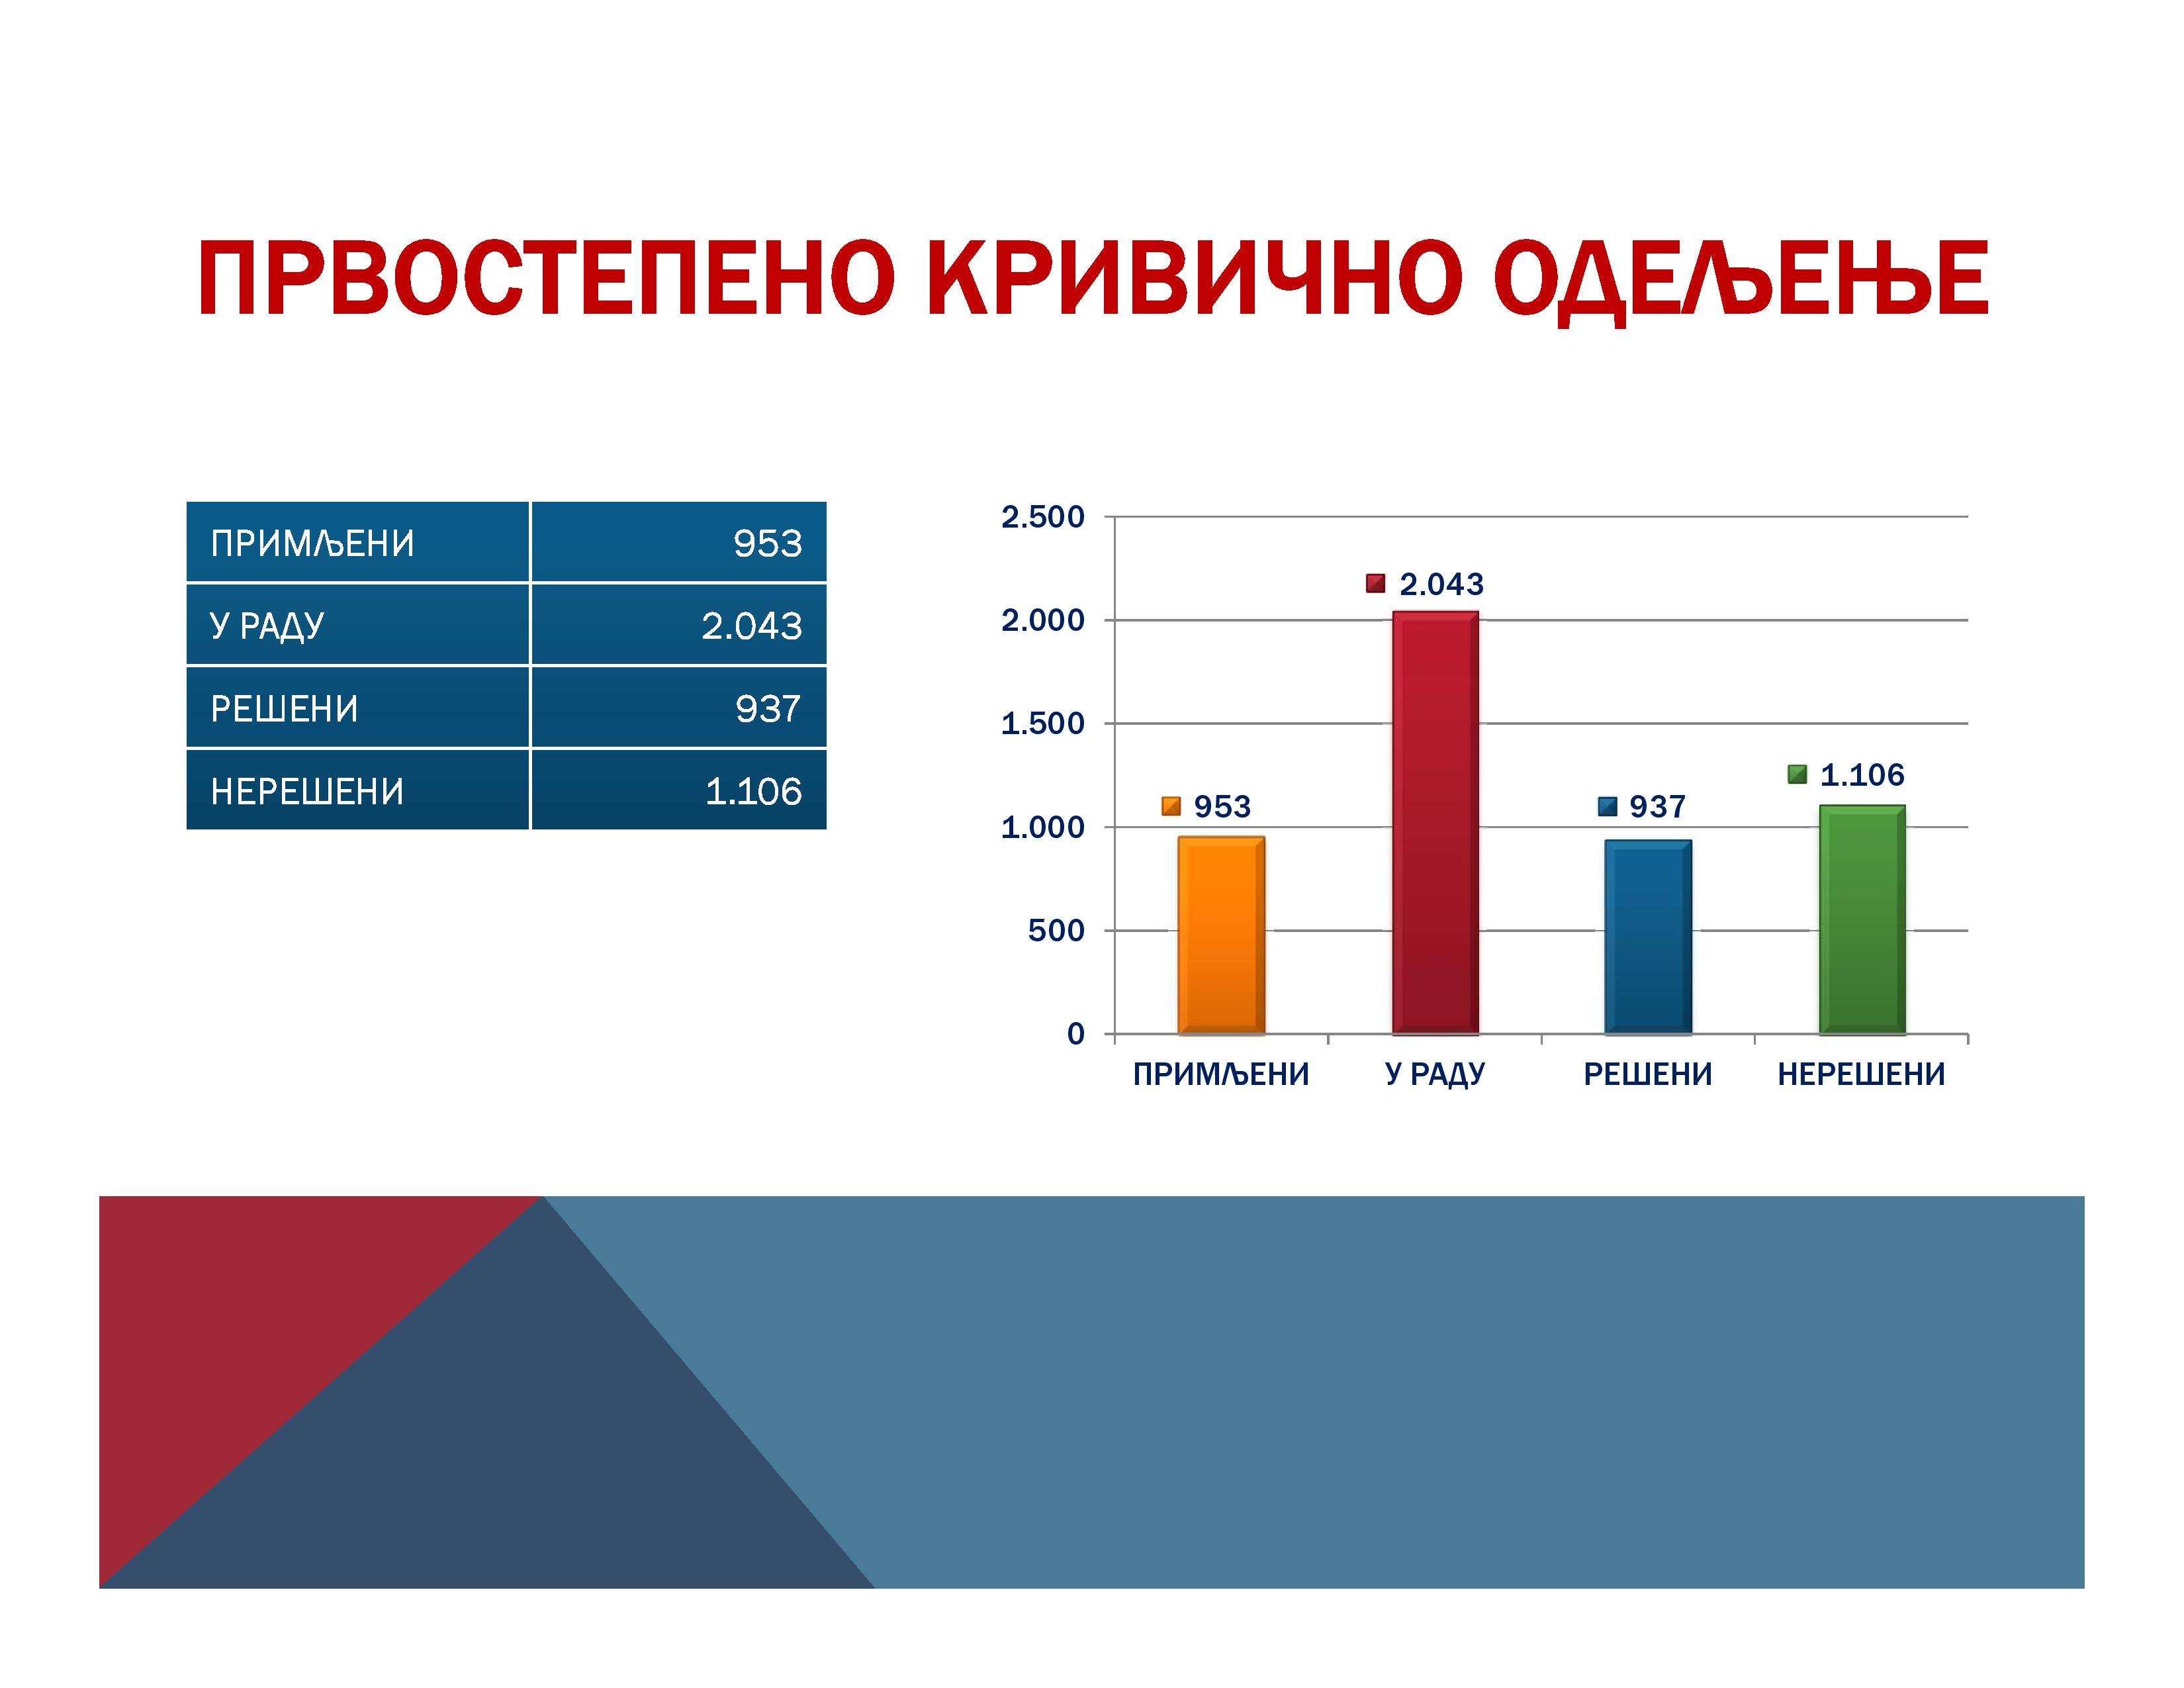 ПРВОСТЕПЕНО КРИВИЧНО ОДЕЉЕЊЕ
ПРИМЉЕНИ 953
У РАДУ 2.043
РЕШЕНИ 937
НЕРЕШЕНИ 1.106
2.500
2.043
2.000
1.500
1.106
953
937
1.000
500
0
ПРИМЉЕНИ У РАДУ РЕШЕНИ НЕРЕШЕНИ